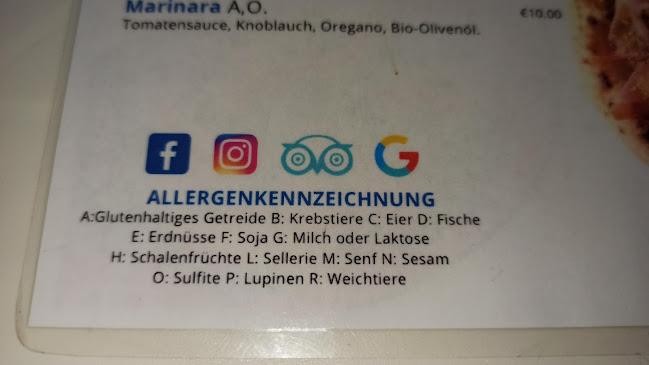 Marinara A,O.
€10.00
Tomatensauce, Knoblauch, Oregano, Bio-Olivenöl.
ALLERGENKENNZEICHNUNG
A:Glutenhaltiges Getreide B: Krebstiere C: Eier D: Fische
E: Erdnüsse F: Soja G: Milch oder Laktose
H: Schalenfrüchte L: Sellerie M: Senf N: Sesam
O: Sulfite P: Lupinen R: Weichtiere